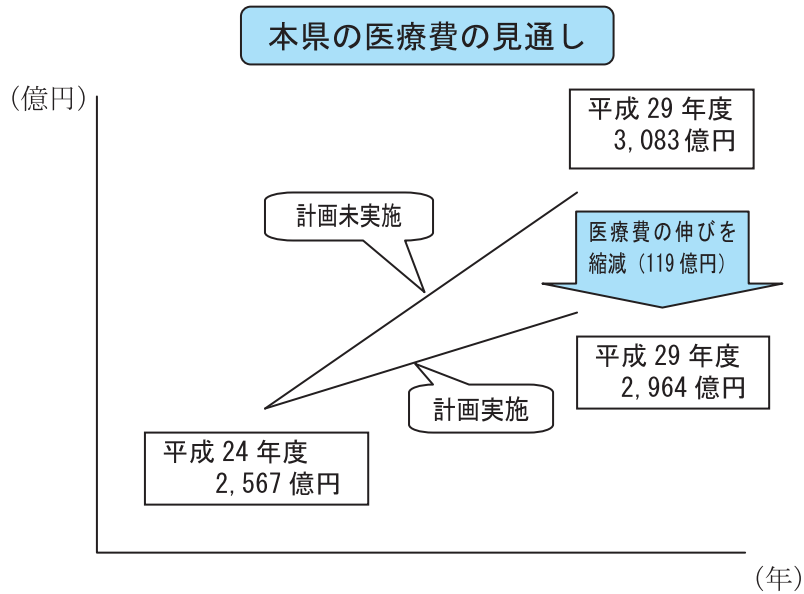 本県の医療費の見通し
（億円）
平成 29 年度
3,083 億円
計画未実施
医療費の伸びを
縮減（119 億円）
平成 29 年度
2,964 億円
計画実施
平成 24 年度
2,567 億円
（年）